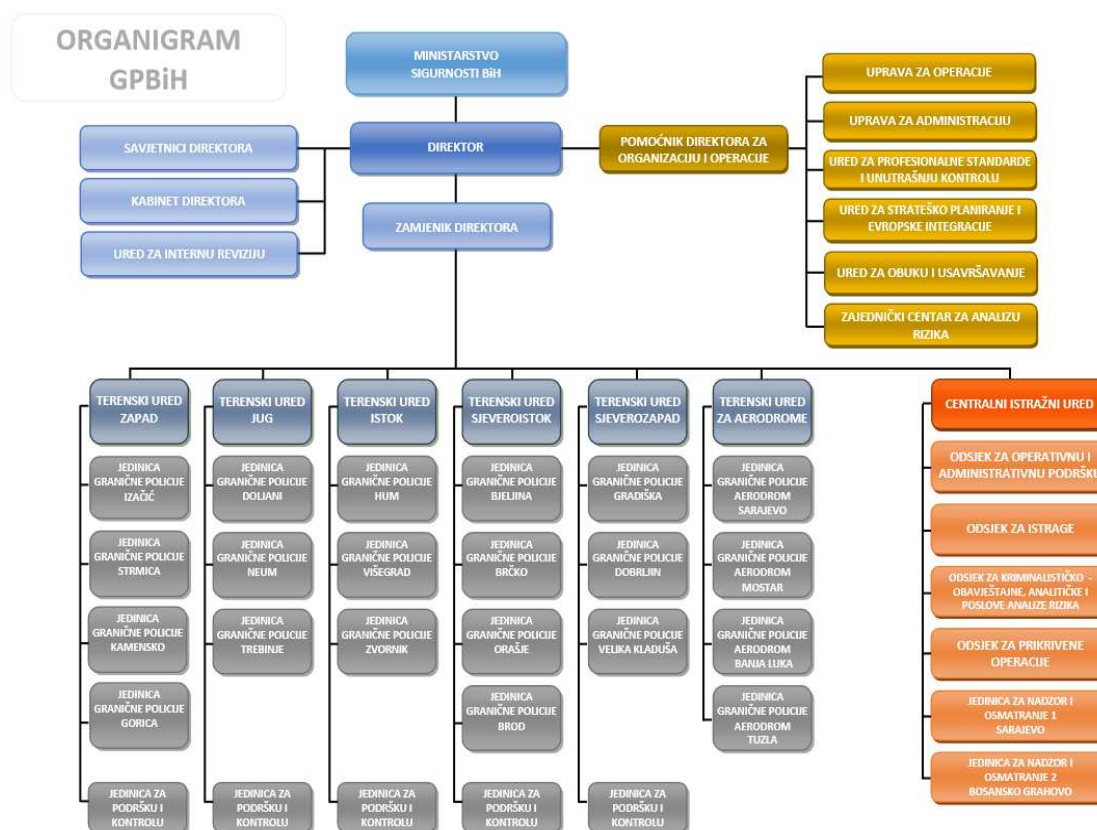 ORGANIGRAM
GPBiH
MINISTARSTVO
SIGURNOSTI BiH
SAVJETNICI DIREKTORA
KABINET DIREKTORA
URED ZA INTERNU REVIZIJU
DIREKTOR
ZAMJENIK DIREKTORA
POMOĆNIK DIREKTORA ZA
ORGANIZACIJU I OPERACIJE
UPRAVA ZA OPERACIJE
UPRAVA ZA ADMINISTRACIJU
URED ZA PROFESIONALNE STANDARDE
I UNUTRAŠNJU KONTROLU
URED ZA STRATEŠKO PLANIRANJE I
EVROPSKE INTEGRACIJE
URED ZA OBUKU I USAVRŠAVANJE
ZAJEDNIČKI CENTAR ZA ANALIZU
RIZIKA
TERENSKI URED
ZAPAD
JEDINICA
GRANIČNE POLICIJE
IZAČIĆ
JEDINICA
GRANIČNE POLICIJE
STRMICA
JEDINICA
GRANIČNE POLICIJE
KAMENSKO
JEDINICA
GRANIČNE POLICIJE
GORICA
JEDINICA ZA
PODRŠKU I
KONTROLU
TERENSKI URED
JUG
JEDINICA
GRANIČNE POLICIJE
DOLJANI
JEDINICA
GRANIČNE POLICIJE
NEUM
JEDINICA
GRANIČNE POLICIJE
TREBINJE
JEDINICA ZA
PODRŠKU I
KONTROLU
TERENSKI URED
ISTOK
JEDINICA
GRANIČNE POLICIJE
HUM
JEDINICA
GRANIČNE POLICIJE
VIŠEGRAD
JEDINICA
GRANIČNE POLICIJE
ZVORNIK
JEDINICA ZA
PODRŠKU I
KONTROLU
TERENSKI URED
SJEVEROISTOK
JEDINICA
GRANIČNE POLICIJE
BJELJINA
JEDINICA
GRANIČNE POLICIJE
BRČKO
JEDINICA
GRANIČNE POLICIJE
ORAŠJE
JEDINICA
GRANIČNE POLICIJE
BROD
JEDINICA ZA
PODRŠKU I
KONTROLU
TERENSKI URED
SJEVEROZAPAD
JEDINICA
GRANIČNE POLICIJE
GRADIŠKA
JEDINICA
GRANIČNE POLICIJE
DOBRLJIN
JEDINICA
GRANIČNE POLICIJE
VELIKA KLADUŠA
JEDINICA ZA
PODRŠKU I
KONTROLU
TERENSKI URED
ZA AERODROME
JEDINICA
GRANIČNE POLICIJE
AERODROM
SARAJEVO
JEDINICA
GRANIČNE POLICIJE
AERODROM
MOSTAR
JEDINICA
GRANIČNE POLICIJE
AERODROM
BANJA LUKA
JEDINICA
GRANIČNE POLICIJE
AERODROM
TUZLA
CENTRALNI ISTRAŽNI URED
ODSJEK ZA OPERATIVNU I
ADMINISTRATIVNU PODRŠKU
ODSJEK ZA ISTRAGE
ODSJEK ZA KRIMINALISTIČKO -
OBAVJEŠTAJNE, ANALITIČKE I
POSLOVE ANALIZE RIZIKA
ODSJEK ZA PRIKRIVENE
OPERACIJE
JEDINICA ZA NADZOR I
OSMATRANJE 1
SARAJEVO
JEDINICA ZA NADZOR I
OSMATRANJE 2
BOSANSKO GRAHOVO